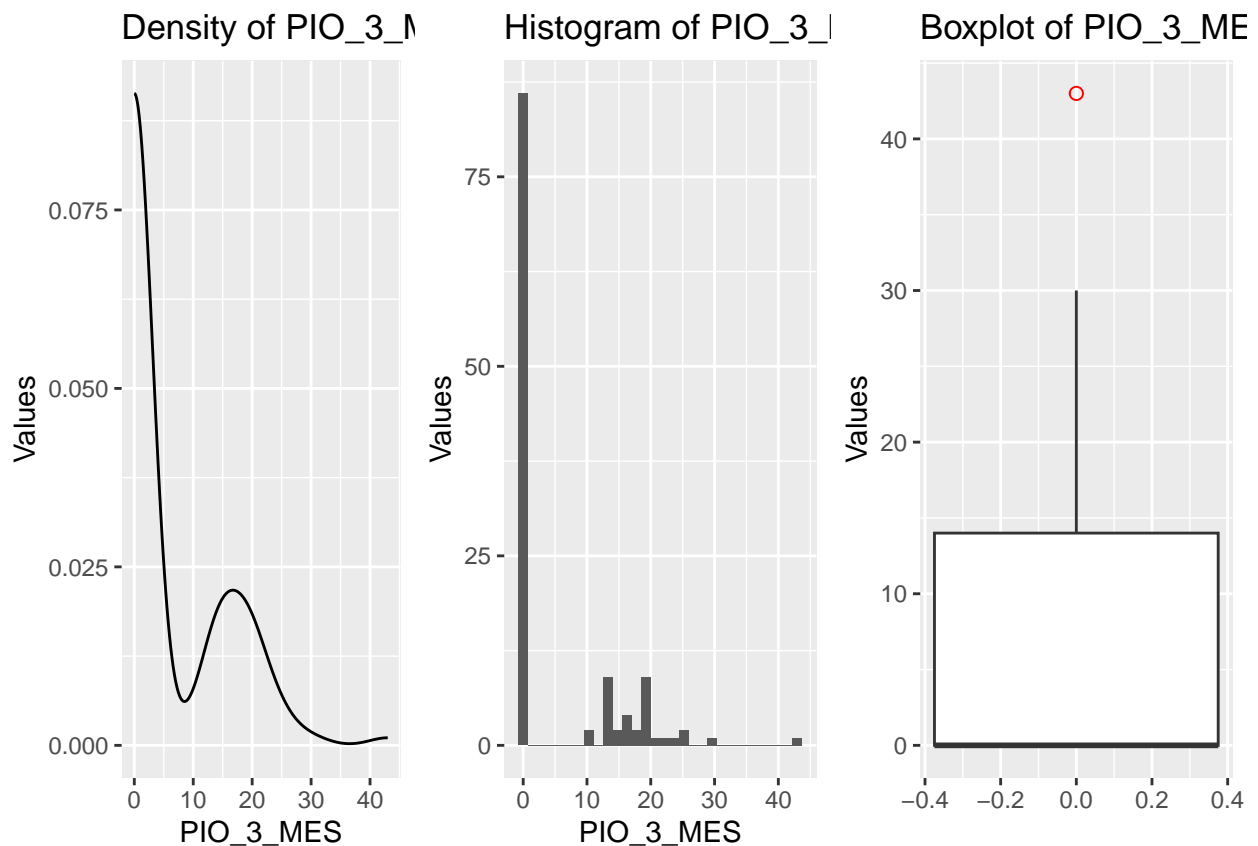 Density of PIO_3_M
Values
0.075
0.050
0.025
0.000
0 10 20 30 40
PIO_3_MES
Histogram of PIO_3_
Values
75
50
25
0
0 10 20 30 40
PIO_3_MES
Boxplot of PIO_3_ME
Values
40
30
20
10
0
−0.4 −0.2 0.0 0.2 0.4